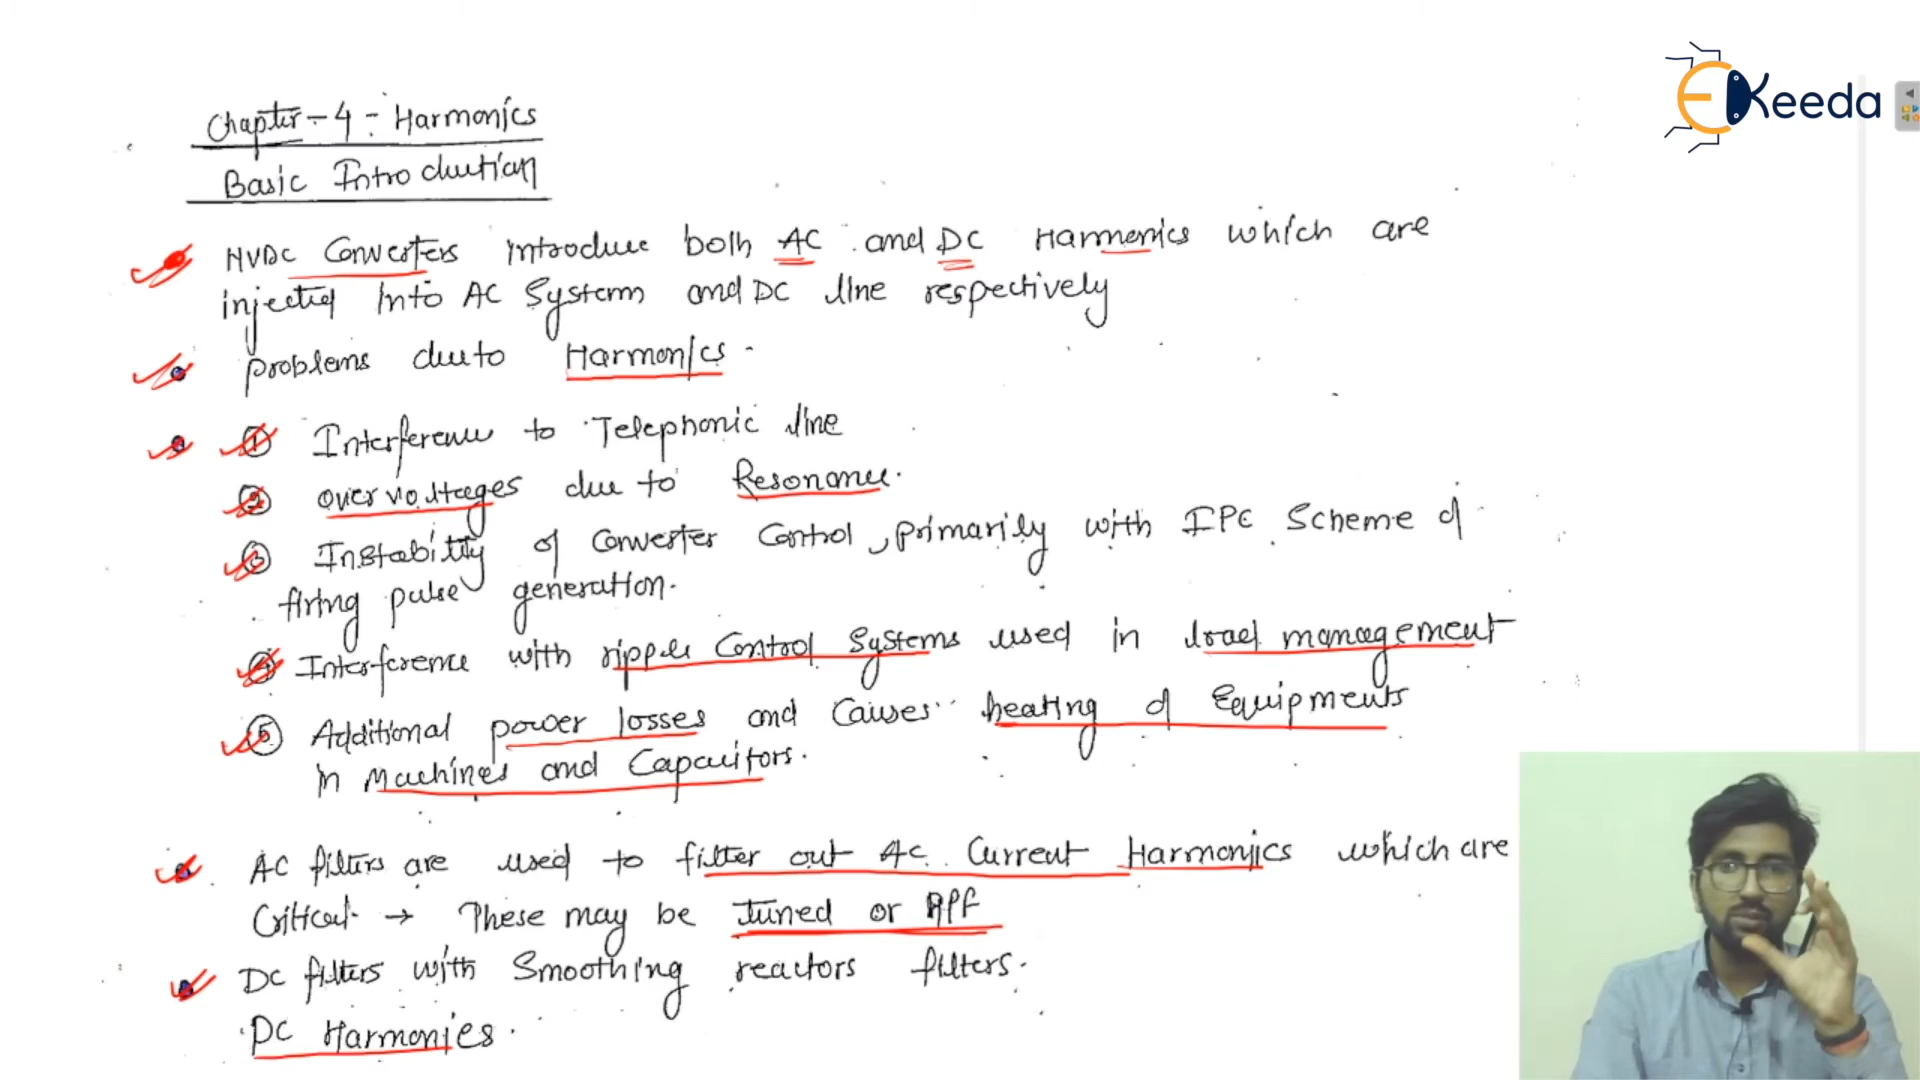 EKeeda
Chapter-4 - Harmonics
Basic Introduction
HVDC Converters introduce both AC and DC Harmonics which are
injected into AC Systems and DC line respectively
problems due to Harmonics.
① Interference to Telephonic line
② over voltages due to Resonance.
③ Instability of Converter Control, primarily with IPC Scheme of
firing pulse generation.
④ Interference with ripple Control Systems used in load management
⑤ Additional power losses and Causes heating of Equipments
in Machines and Capacitors.
AC filters are used to filter out AC Current Harmonics which are
Critical → These may be tuned or HPF
DC filters with Smoothing reactors filters.
DC Harmonics.